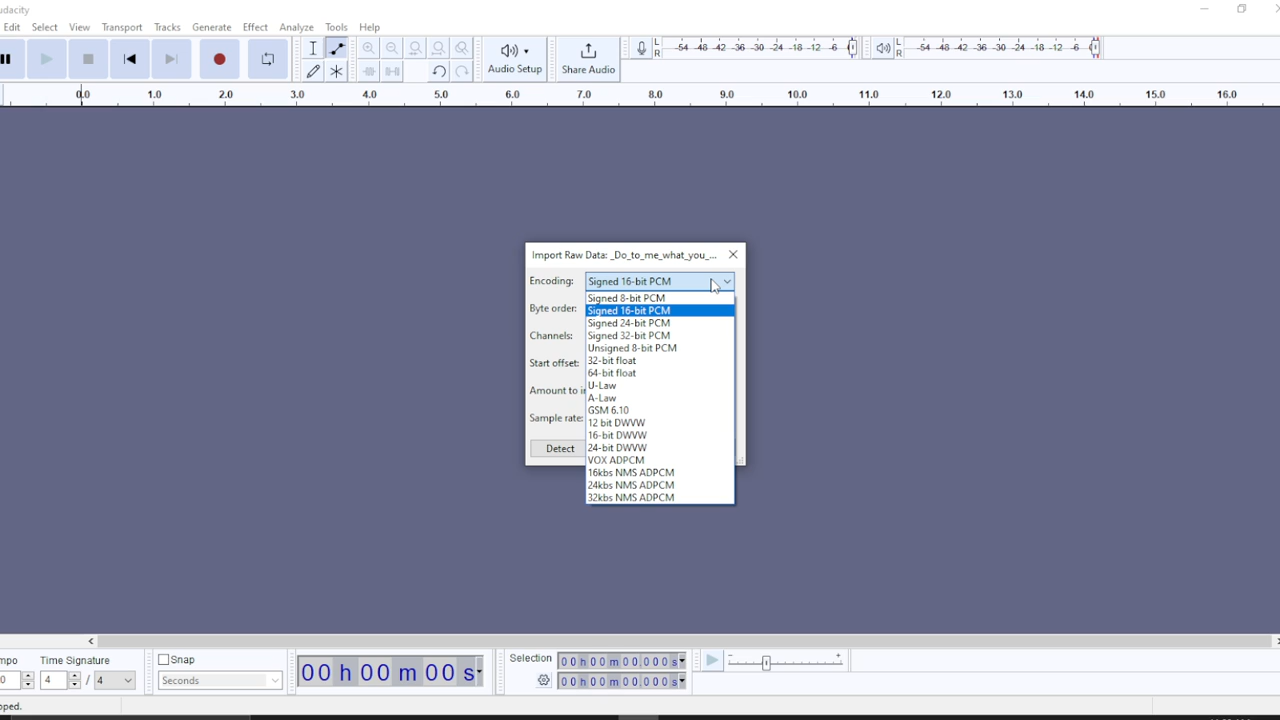 udacity
Edit Select View Transport Tracks Generate Effect Analyze Tools Help
Audio Setup
Share Audio
L R -54 -48 -42 -36 -30 -24 -18 -12 -6
L R -54 -48 -42 -36 -30 -24 -18 -12 -6
0.0 1.0 2.0 3.0 4.0 5.0 6.0 7.0 8.0 9.0 10.0 11.0 12.0 13.0 14.0 15.0 16.0
Import Raw Data: _Do_to_me_what_you_...
Encoding: Signed 16-bit PCM
Byte order:
Channels:
Start offset:
Amount to i
Sample rate:
Detect
Signed 8-bit PCM
Signed 16-bit PCM
Signed 24-bit PCM
Signed 32-bit PCM
Unsigned 8-bit PCM
32-bit float
64-bit float
U-Law
A-Law
GSM 6.10
12 bit DWVW
16-bit DWVW
24-bit DWVW
VOX ADPCM
16kbs NMS ADPCM
24kbs NMS ADPCM
32kbs NMS ADPCM
mpo Time Signature
0 4 / 4
Snap
Seconds
00 h 00 m 00 s
Selection 00 h 00 m 00.000 s
00 h 00 m 00.000 s
pped.